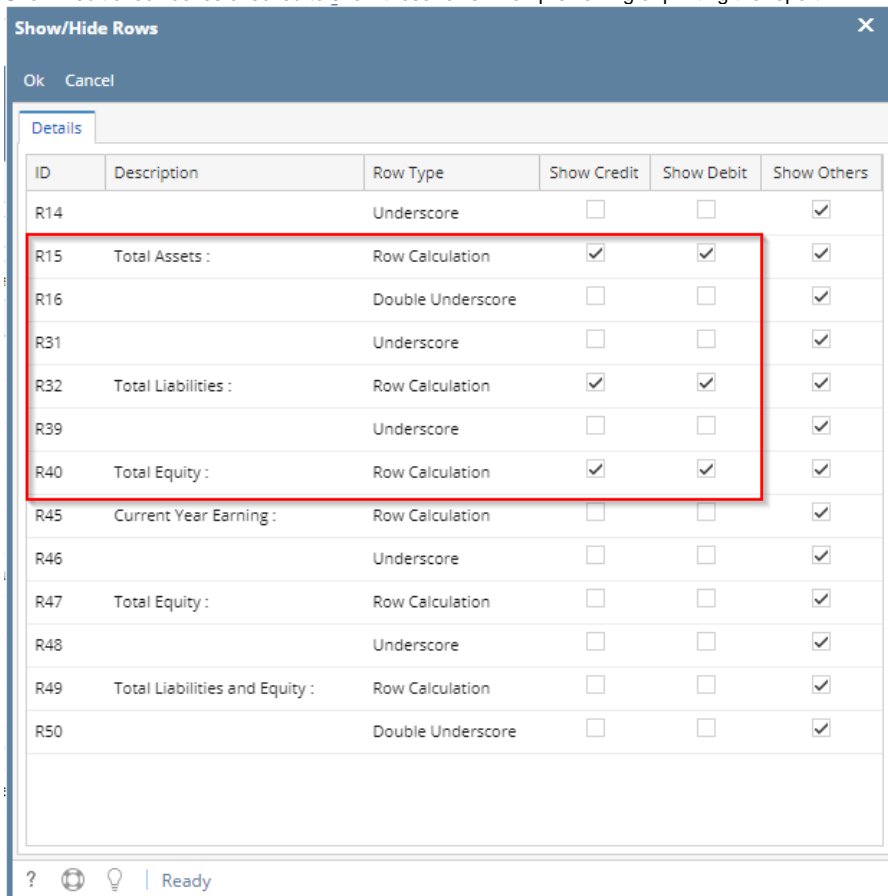 Show/Hide Rows
Ok Cancel
Details
ID Description Row Type Show Credit Show Debit Show Others
R14 Underscore
R15 Total Assets : Row Calculation
R16 Double Underscore
R31 Underscore
R32 Total Liabilities : Row Calculation
R39 Underscore
R40 Total Equity : Row Calculation
R45 Current Year Earning : Row Calculation
R46 Underscore
R47 Total Equity : Row Calculation
R48 Underscore
R49 Total Liabilities and Equity : Row Calculation
R50 Double Underscore
? Ready